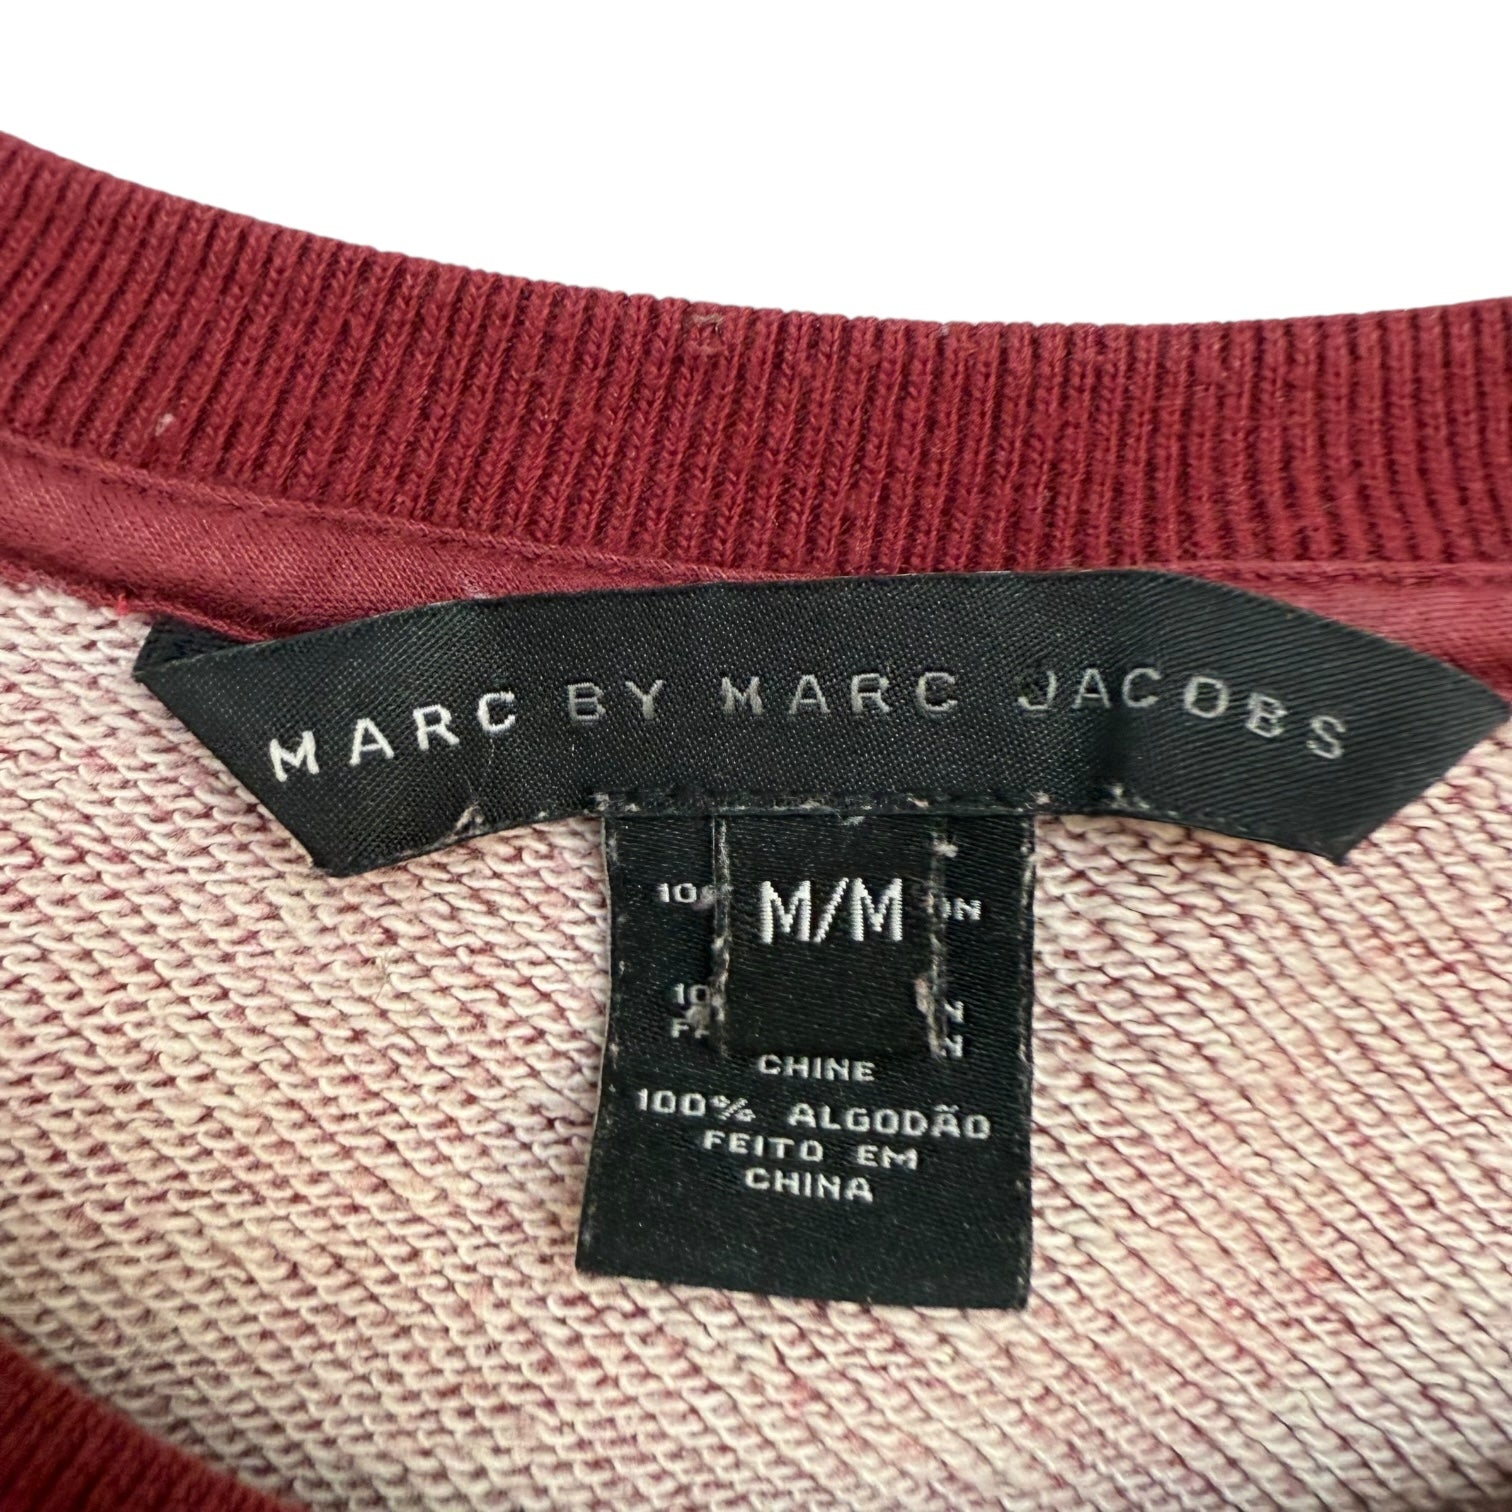 MARC BY MARC JACOBS
M/M
CHINE
100% ALGODÃO
FEITO EM
CHINA